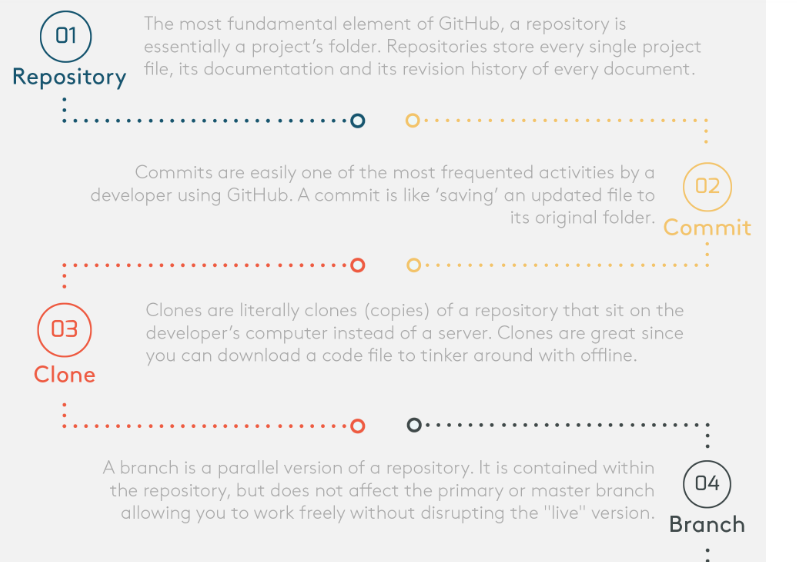 01
Repository
The most fundamental element of GitHub, a repository is
essentially a project's folder. Repositories store every single project
file, its documentation and its revision history of every document.
Commits are easily one of the most frequented activities by a
developer using GitHub. A commit is like ‘saving’ an updated file to
its original folder.
02
Commit
03
Clone
Clones are literally clones (copies) of a repository that sit on the
developer's computer instead of a server. Clones are great since
you can download a code file to tinker around with offline.
A branch is a parallel version of a repository. It is contained within
the repository, but does not affect the primary or master branch
allowing you to work freely without disrupting the "live" version.
04
Branch